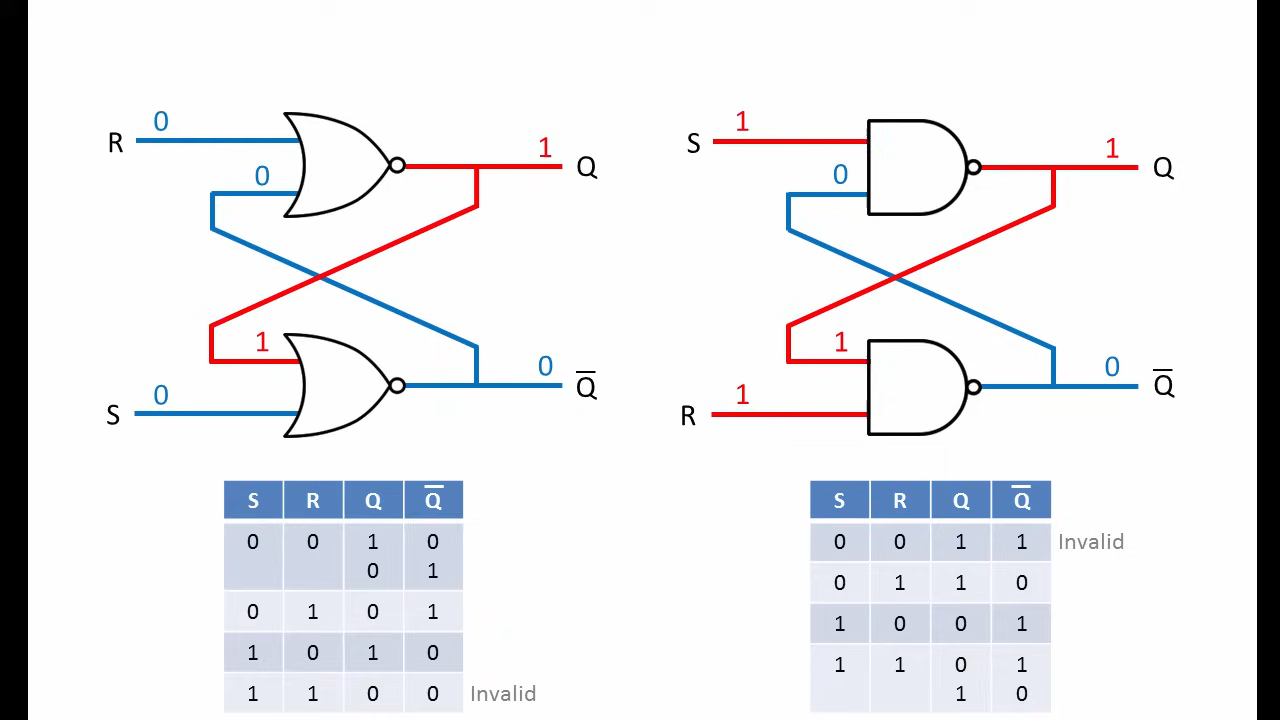 R 0
0
1 Q
1
S 0
0 Q̅
S 1
0
1 Q
1
R 1
0 Q̅
S R Q Q̅
0 0 1 0
0 1
0 1 0 1
1 0 1 0
1 1 0 0 Invalid
S R Q Q̅
0 0 1 1 Invalid
0 1 1 0
1 0 0 1
1 1 0 1
1 0